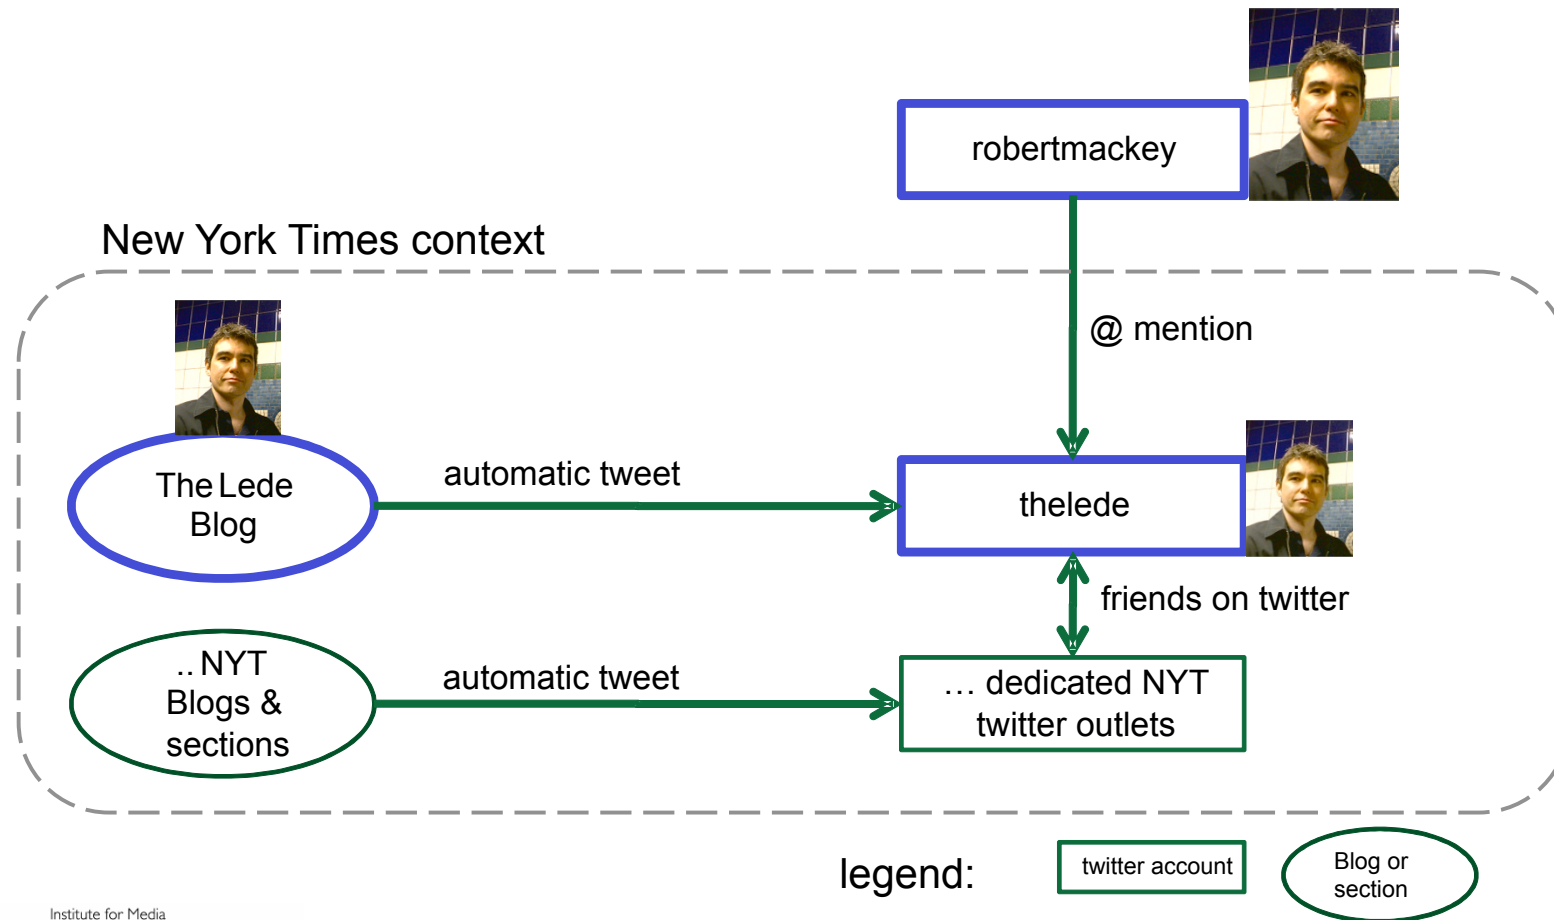 robertmackey
New York Times context
@ mention
The Lede
Blog
automatic tweet
thelede
friends on twitter
.. NYT
Blogs &
sections
automatic tweet
... dedicated NYT
twitter outlets
legend:
twitter account
Blog or
section
Institute for Media